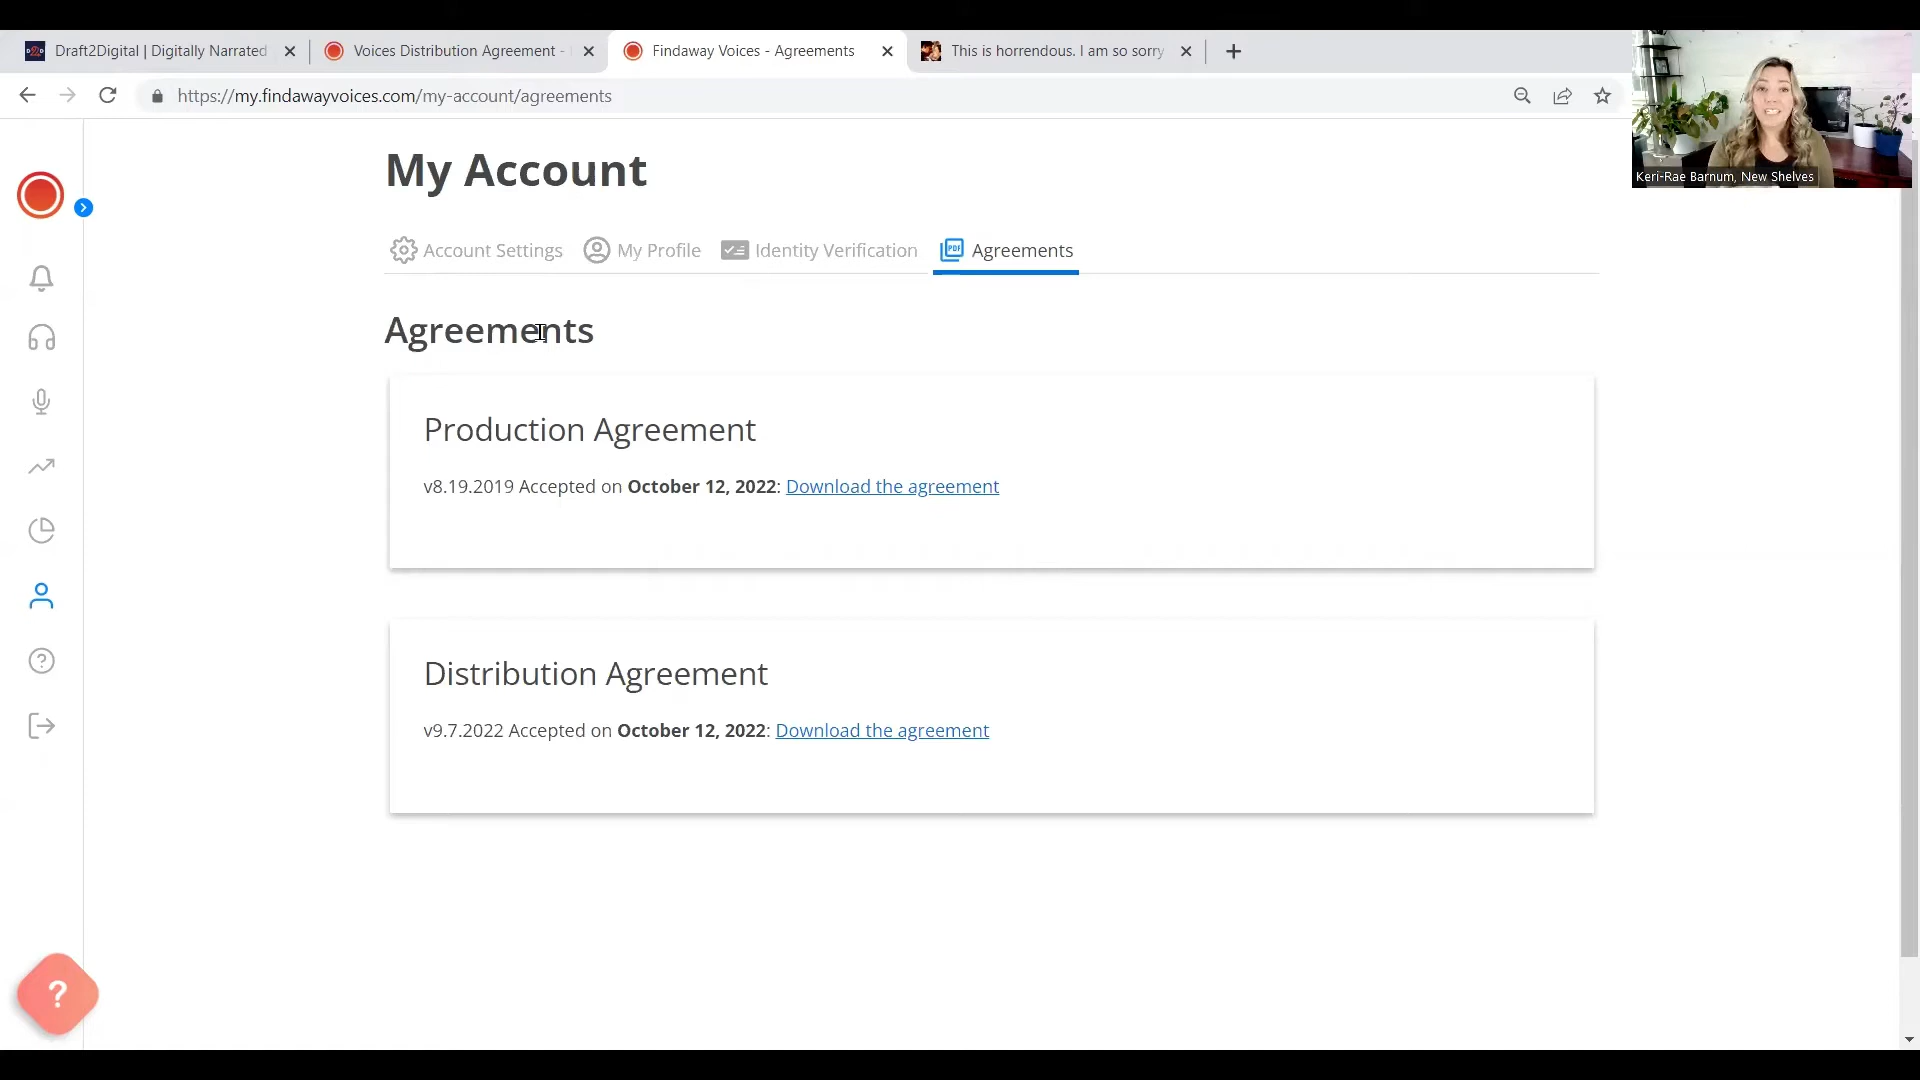 Draft2Digital | Digitally Narrated
Voices Distribution Agreement -
Findaway Voices - Agreements
This is horrendous. I am so sorry
https://my.findawayvoices.com/my-account/agreements
Keri-Rae Barnum, New Shelves
My Account
Account Settings
My Profile
Identity Verification
PDF Agreements
Agreements
Production Agreement
v8.19.2019 Accepted on October 12, 2022: Download the agreement
Distribution Agreement
v9.7.2022 Accepted on October 12, 2022: Download the agreement
?
?